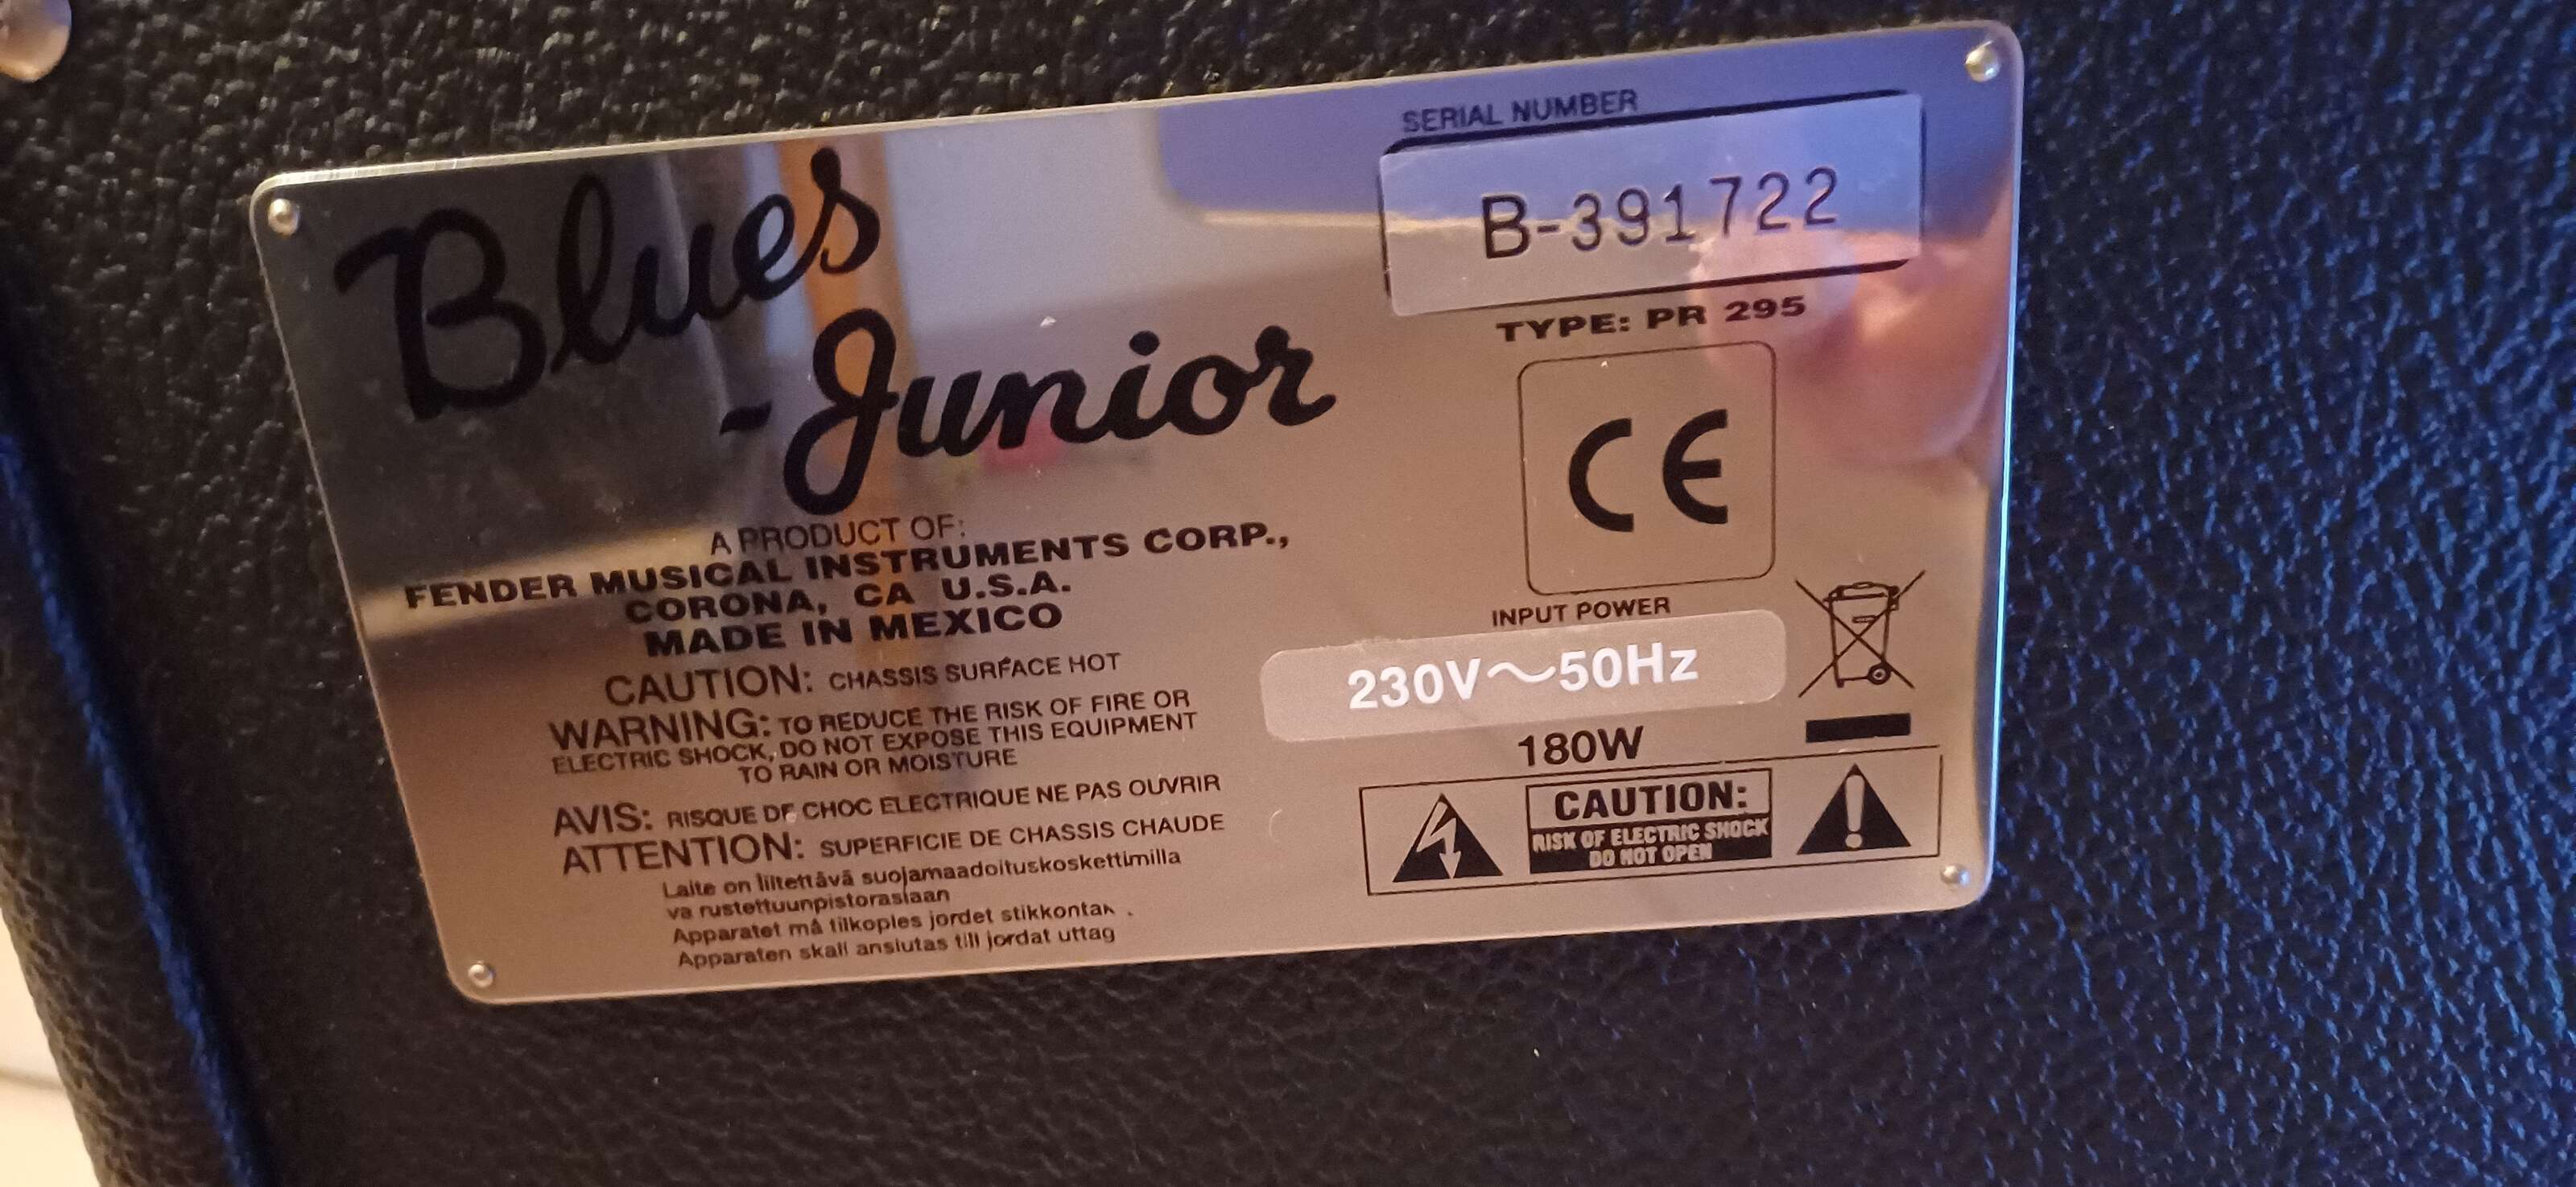 Blues
Junior
SERIAL NUMBER
B-391722
TYPE: PR 295
CE
A PRODUCT OF:
FENDER MUSICAL INSTRUMENTS CORP.,
CORONA, CA U.S.A.
MADE IN MEXICO
CAUTION: CHASSIS SURFACE HOT
WARNING: TO REDUCE THE RISK OF FIRE OR
ELECTRIC SHOCK, DO NOT EXPOSE THIS EQUIPMENT
TO RAIN OR MOISTURE
AVIS: RISQUE DE CHOC ELECTRIQUE NE PAS OUVRIR
ATTENTION: SUPERFICIE DE CHASSIS CHAUDE
Laite on liitettävä suojamaadoituskoskettimilla
va rustettuunpistorasiaan
Apparatet må tilkoples jordet stikkontak
Apparaten skall anslutas till jordat uttag
INPUT POWER
230V～50Hz
180W
CAUTION:
RISK OF ELECTRIC SHOCK
DO NOT OPEN